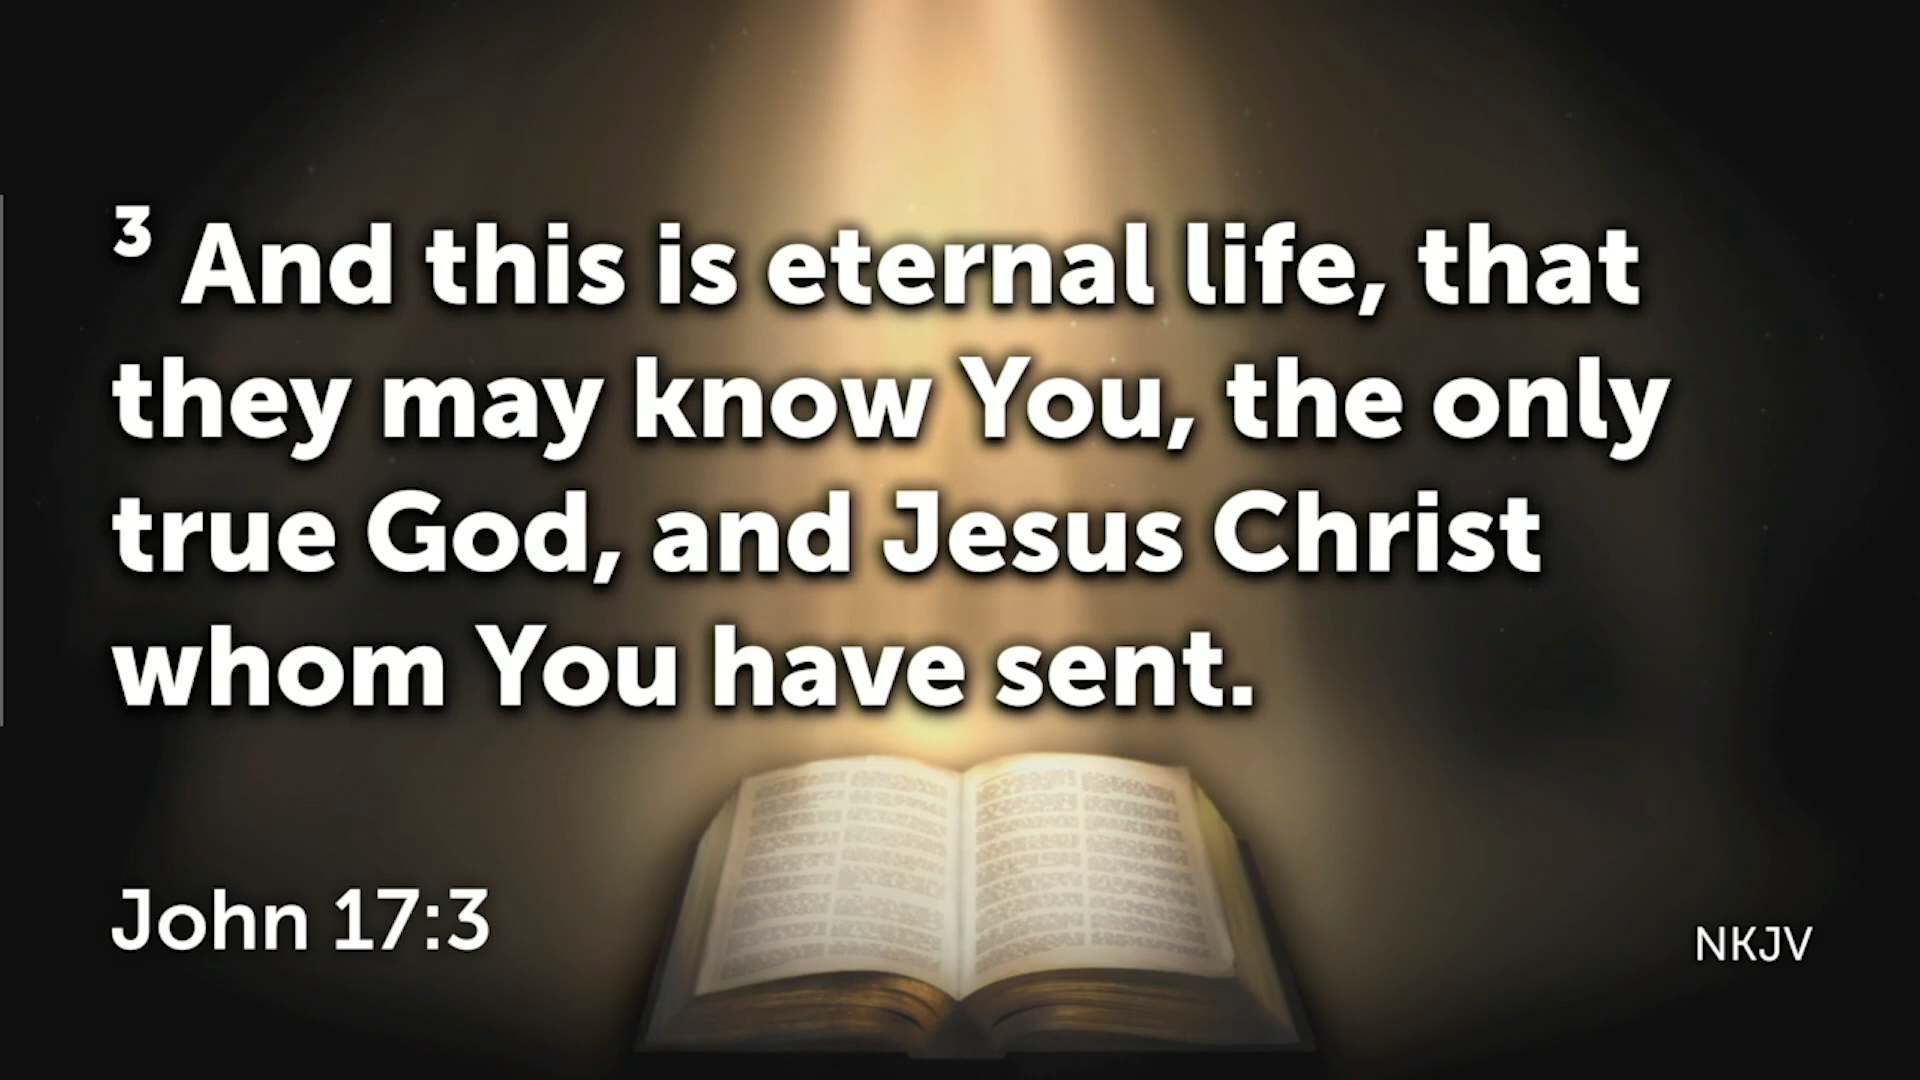 ³ And this is eternal life, that
they may know You, the only
true God, and Jesus Christ
whom You have sent.
John 17:3
NKJV